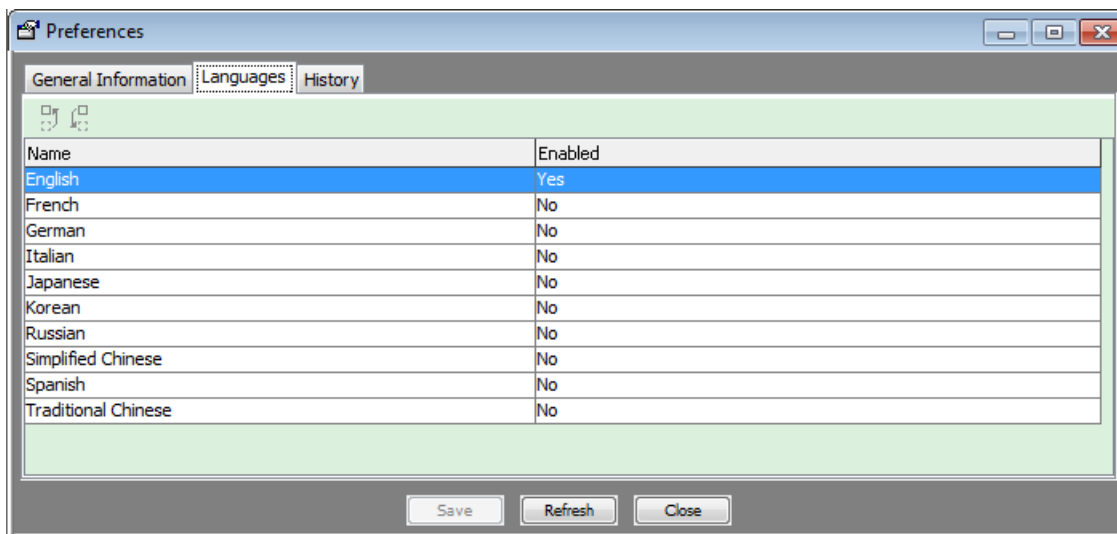 Preferences
General Information Languages History
Name Enabled
English Yes
French No
German No
Italian No
Japanese No
Korean No
Russian No
Simplified Chinese No
Spanish No
Traditional Chinese No
Save Refresh Close